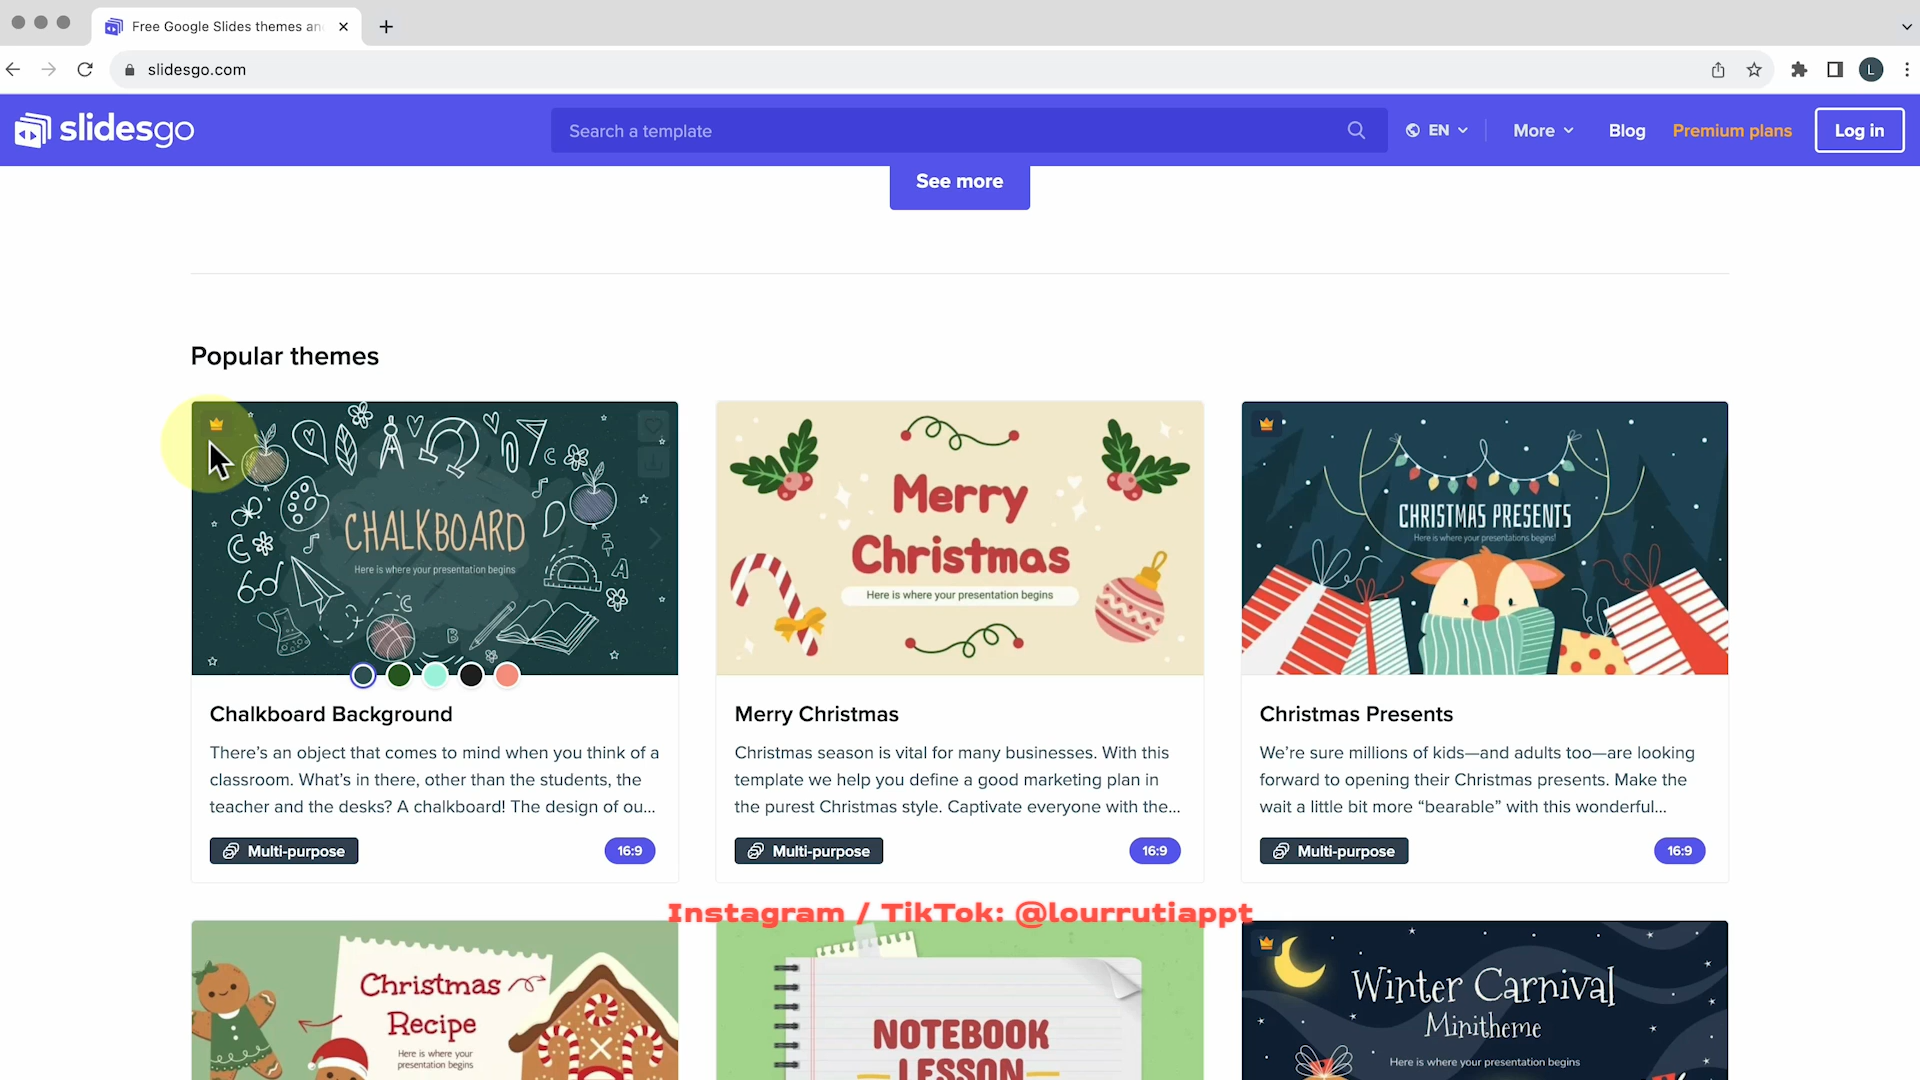 Free Google Slides themes an
slidesgo.com
L
slidesgo
Search a template
EN
More
Blog
Premium plans
Log in
See more
Popular themes
CHALKBOARD
Here is where your presentation begins
Merry
Christmas
Here is where your presentation begins
CHRISTMAS PRESENTS
Here is where your presentations begins!
Chalkboard Background
There's an object that comes to mind when you think of a
classroom. What's in there, other than the students, the
teacher and the desks? A chalkboard! The design of ou...
Multi-purpose
16:9
Merry Christmas
Christmas season is vital for many businesses. With this
template we help you define a good marketing plan in
the purest Christmas style. Captivate everyone with the...
Multi-purpose
16:9
Christmas Presents
We're sure millions of kids—and adults too—are looking
forward to opening their Christmas presents. Make the
wait a little bit more “bearable” with this wonderful...
Multi-purpose
16:9
Instagram / TikTok: @lourrutiappt
Christmas
Recipe
Here is where your
presentation begins
NOTEBOOK
LESSON
Winter Carnival
Minitheme
Here is where your presentation begins